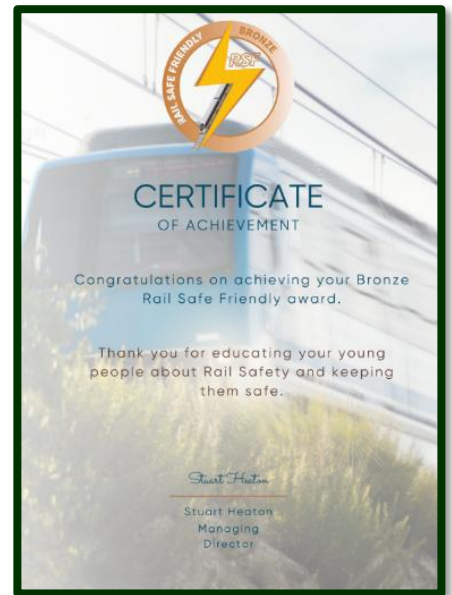 RAIL SAFE FRIENDLY
BRONZE
RSF
CERTIFICATE
OF ACHIEVEMENT
Congratulations on achieving your Bronze
Rail Safe Friendly award.
Thank you for educating your young
people about Rail Safety and keeping
them safe.
Stuart Heaton
Stuart Heaton
Managing
Director